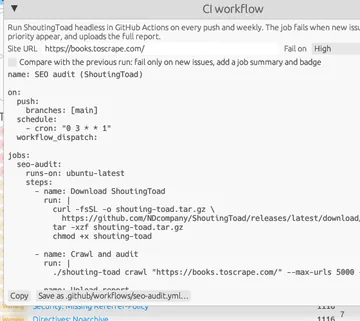 CI workflow
Run ShoutingToad headless in GitHub Actions on every push and weekly. The job fails when new issu
priority appear, and uploads the full report.
Site URL https://books.toscrape.com/ Fail on High
Compare with the previous run: fail only on new issues, add a job summary and badge
name: SEO audit (ShoutingToad)
on:
push:
branches: [main]
schedule:
- cron: "0 3 * * 1"
workflow_dispatch:
jobs:
seo-audit:
runs-on: ubuntu-latest
steps:
- name: Download ShoutingToad
run: |
curl -fsSL -o shouting-toad.tar.gz \
https://github.com/NDcompany/ShoutingToad/releases/latest/download,
tar -xzf shouting-toad.tar.gz
chmod +x shouting-toad
- name: Crawl and audit
run: |
./shouting-toad crawl "https://books.toscrape.com/" --max-urls 5000
- name: Upload report
Copy Save as .github/workflows/seo-audit.yml…
Security: Missing Referrer-Policy 1116
Directives: Noarchive 1116
7